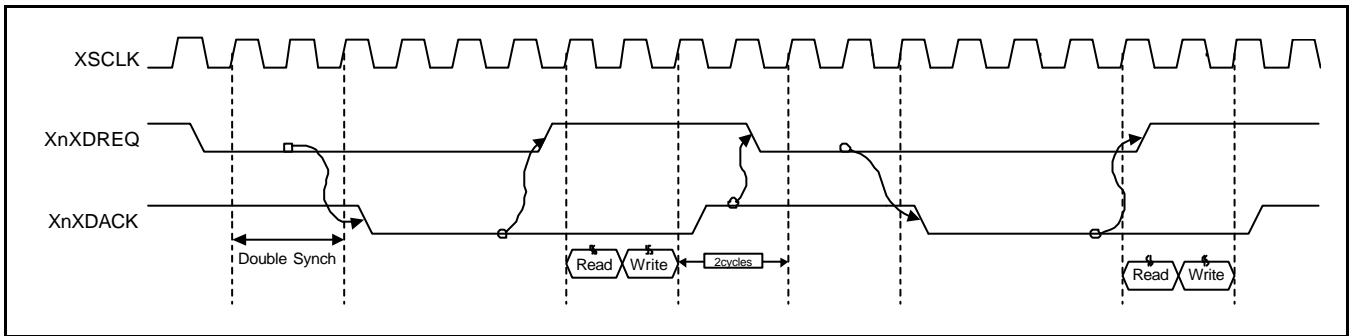 XSCLK
XnXDREQ
XnXDACK
Double Synch
Read Write
2cycles
Read Write